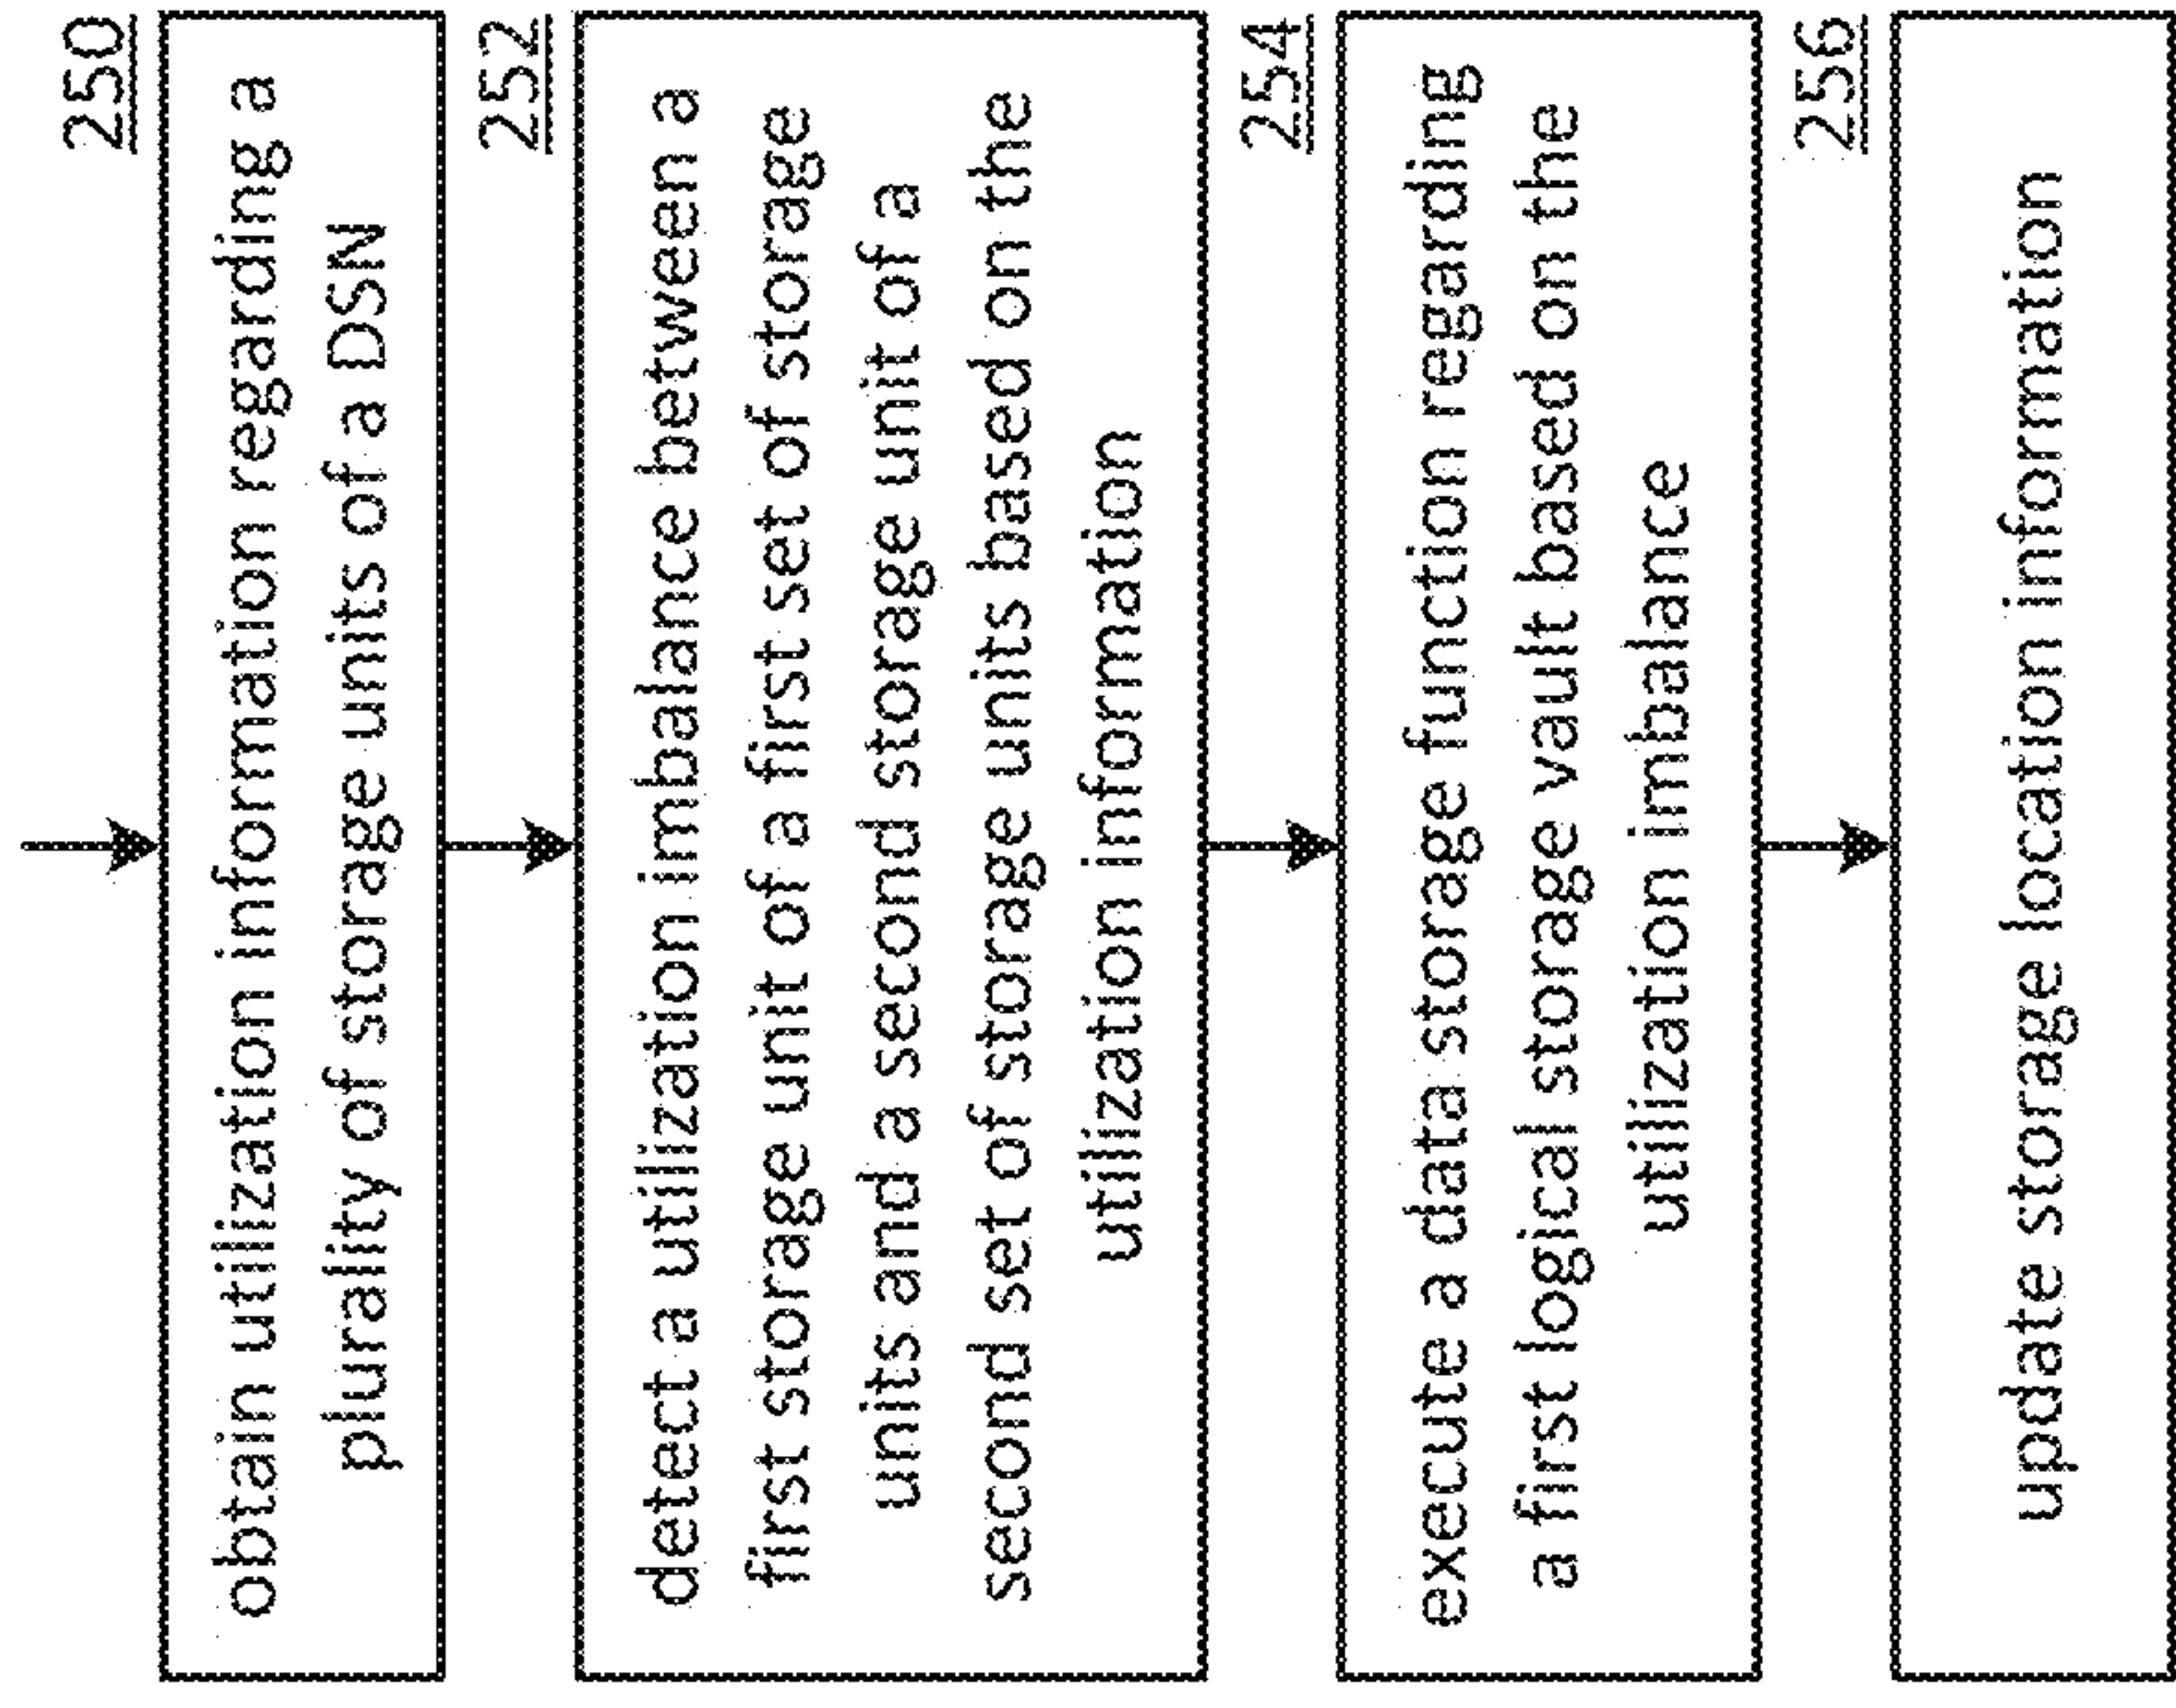 250
obtain utilization information regarding a
plurality of storage units of a DSN
252
detect a utilization imbalance between a
first storage unit of a first set of storage
units and a second storage unit of a
second set of storage units based on the
utilization information
254
execute a data storage function regarding
a first logical storage vault based on the
utilization imbalance
256
update storage location information